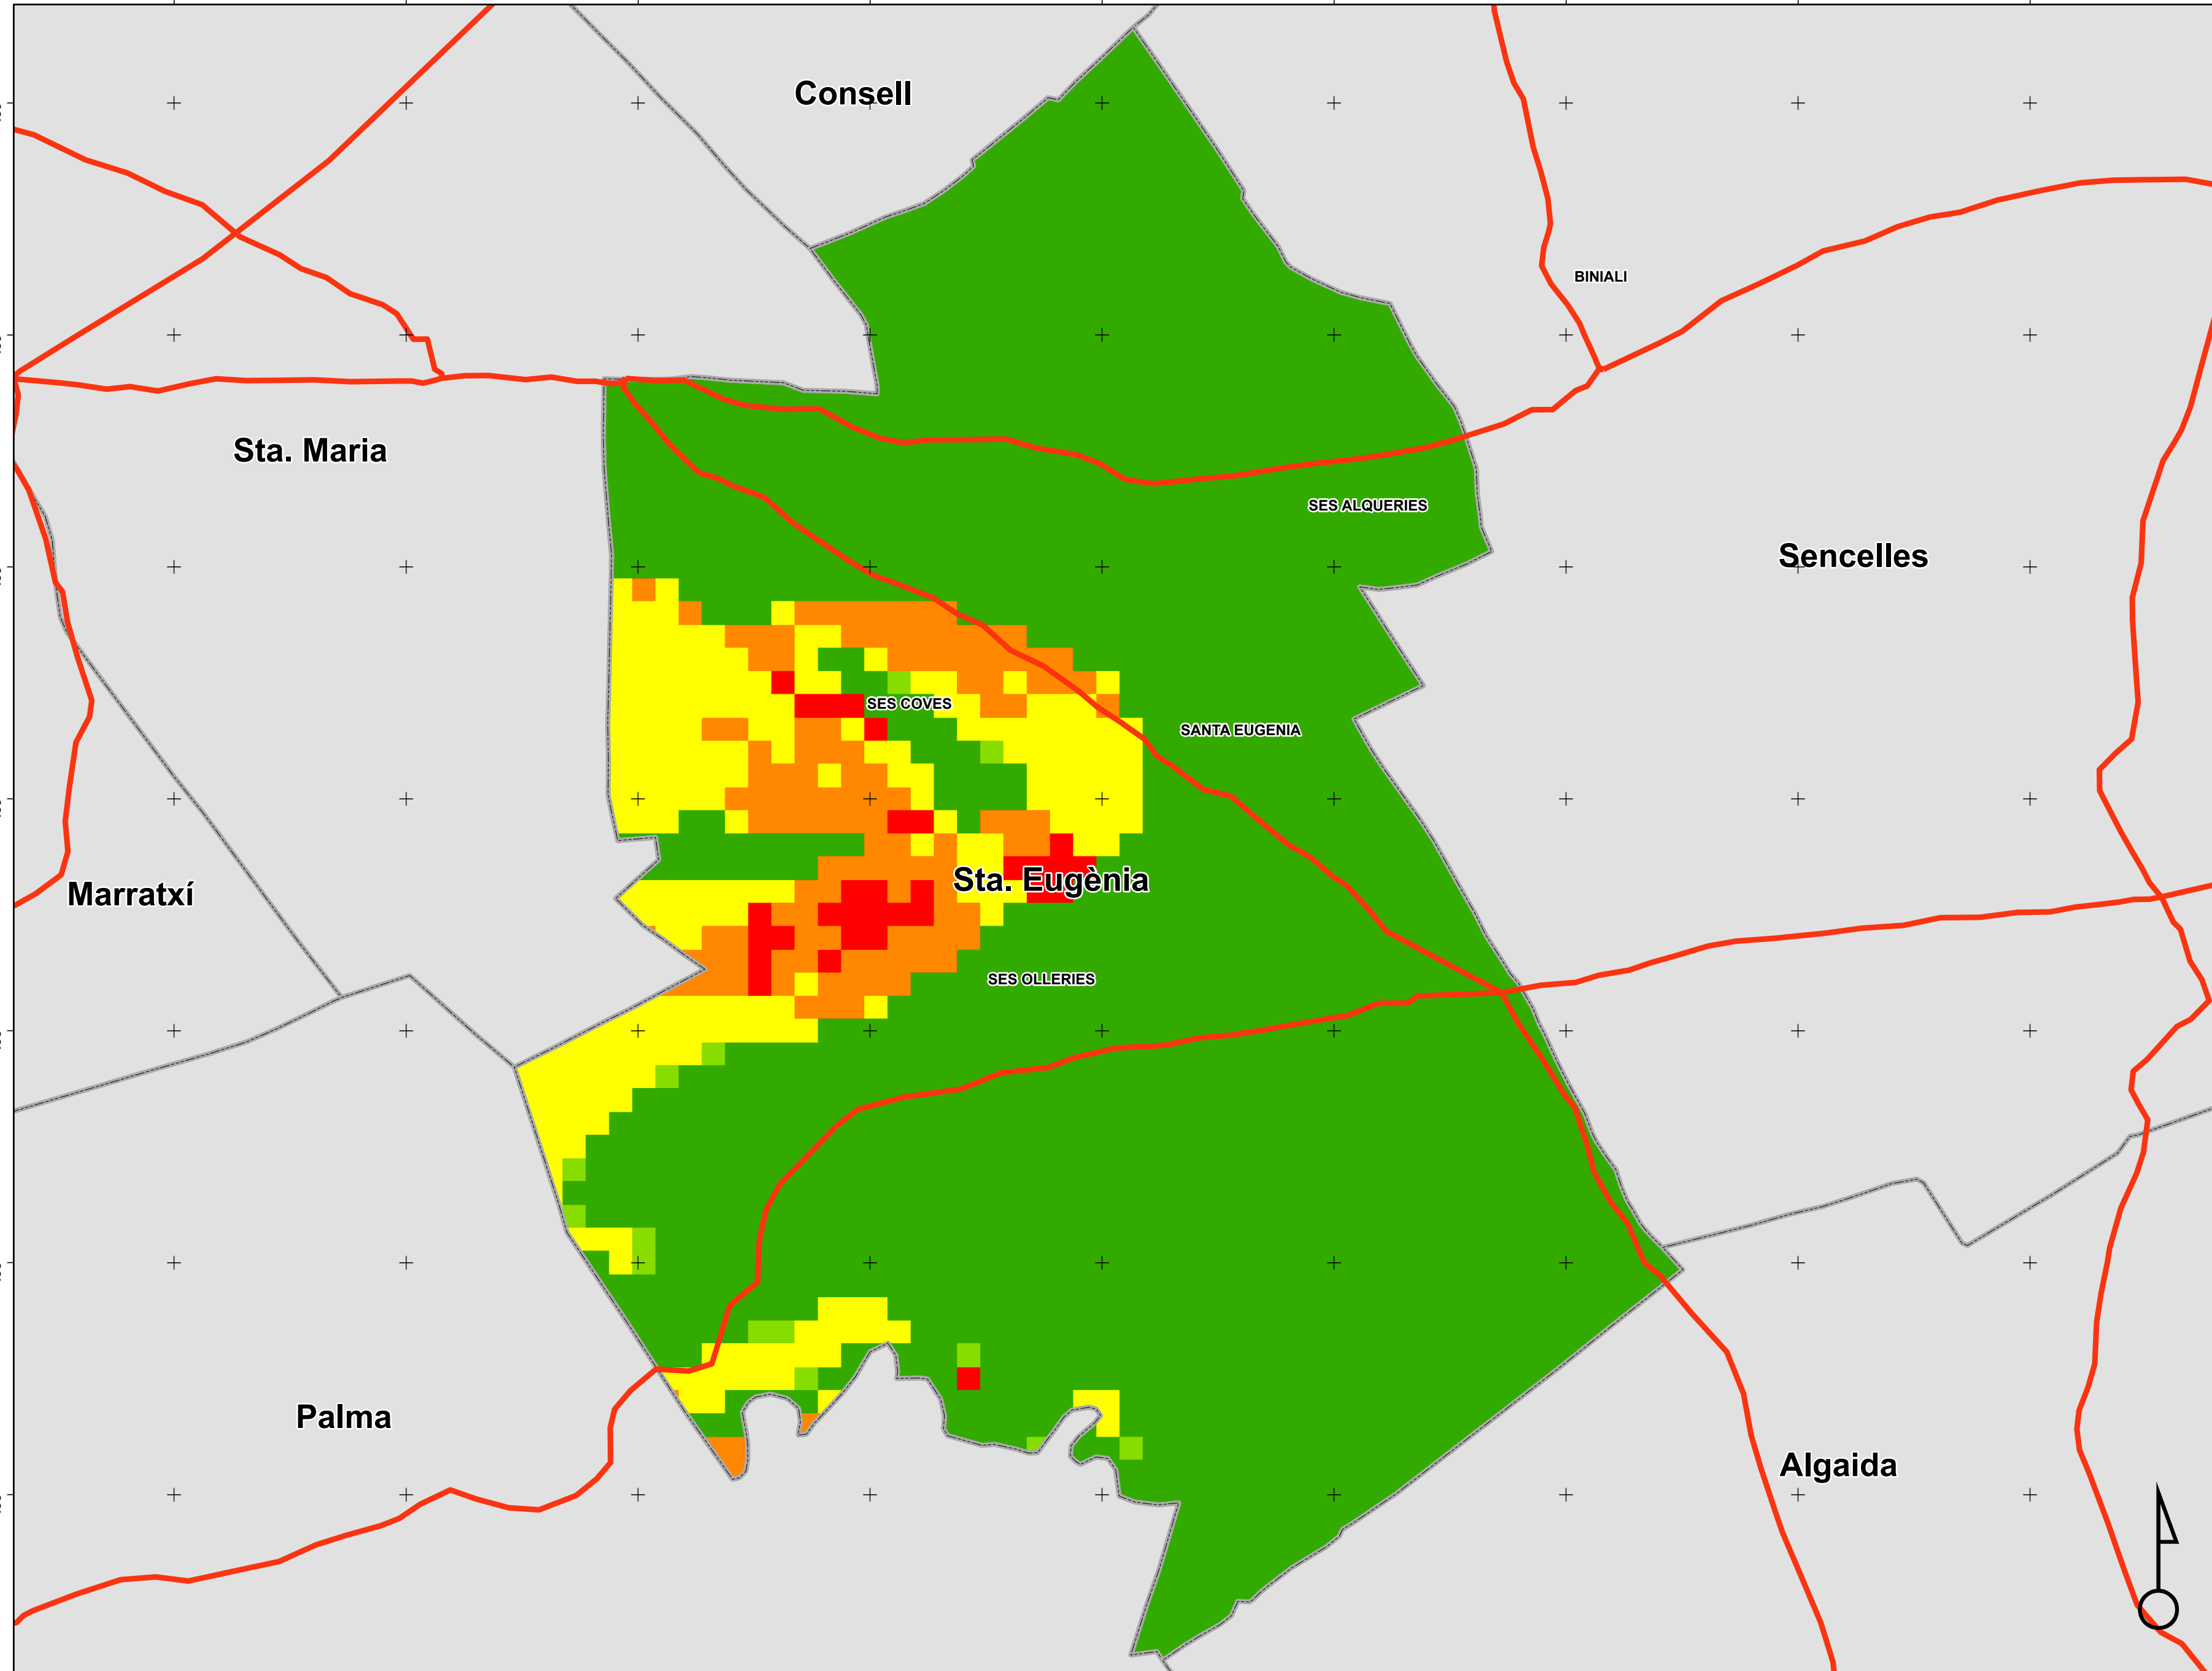 Consell
BINIALI
Sta. Maria
SES ALQUERIES
Sencelles
SES COVES
SANTA EUGENIA
Sta. Eugènia
Marratxí
SES OLLERIES
Palma
Algaida